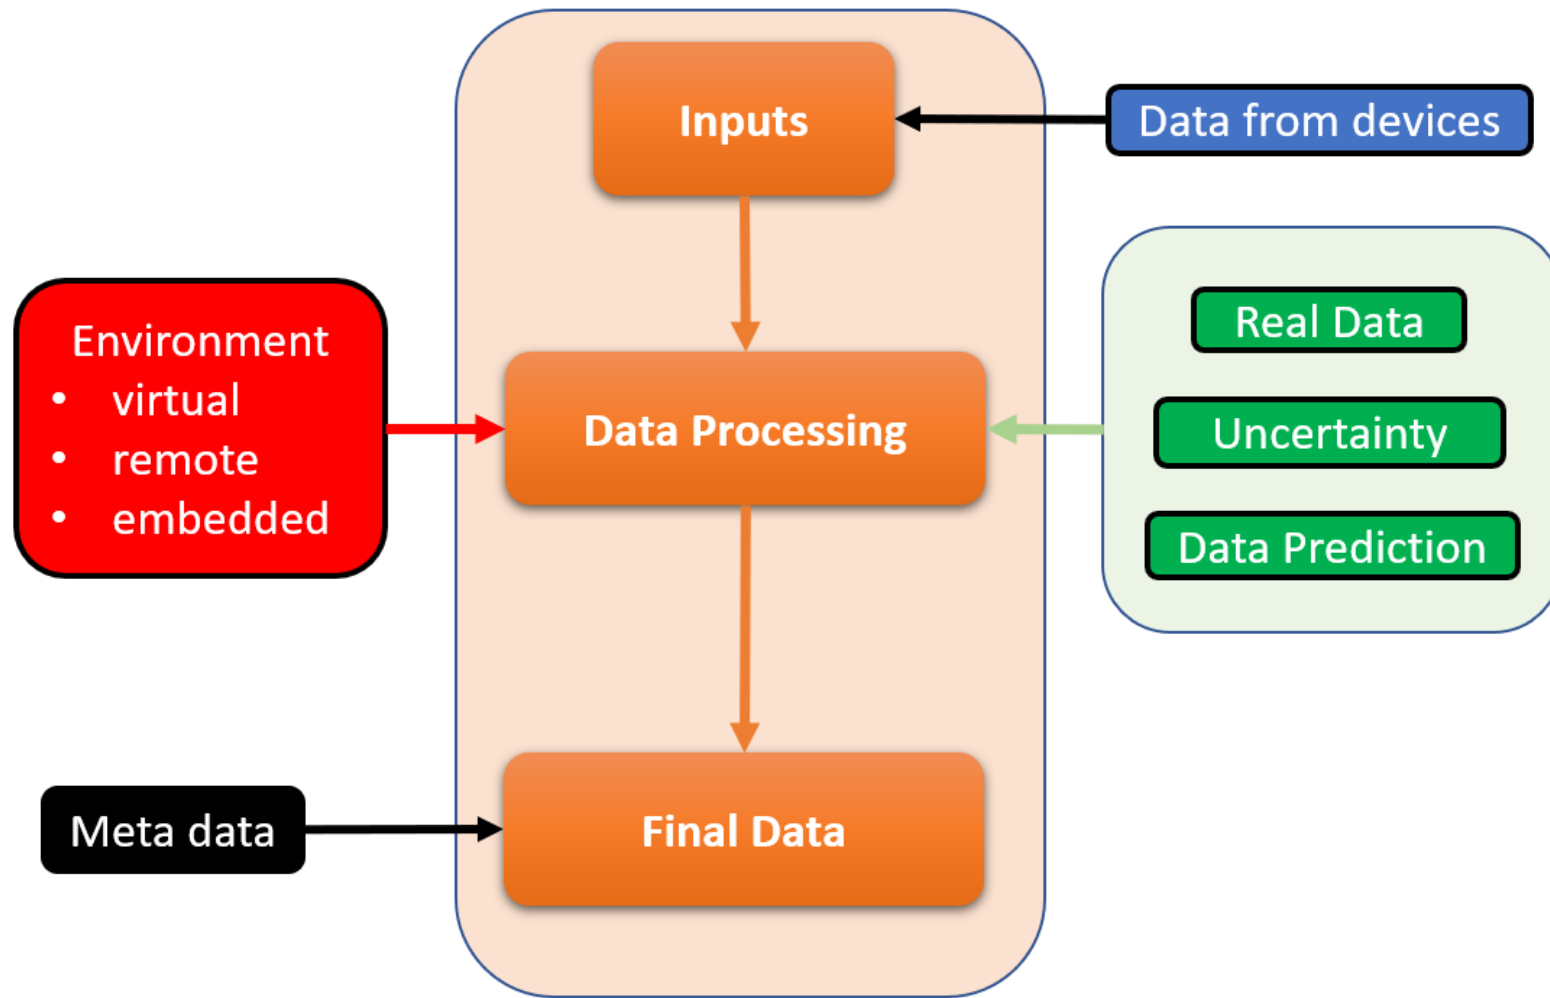 Inputs
Data from devices
Environment
• virtual
• remote
• embedded
Data Processing
Real Data
Uncertainty
Data Prediction
Meta data
Final Data